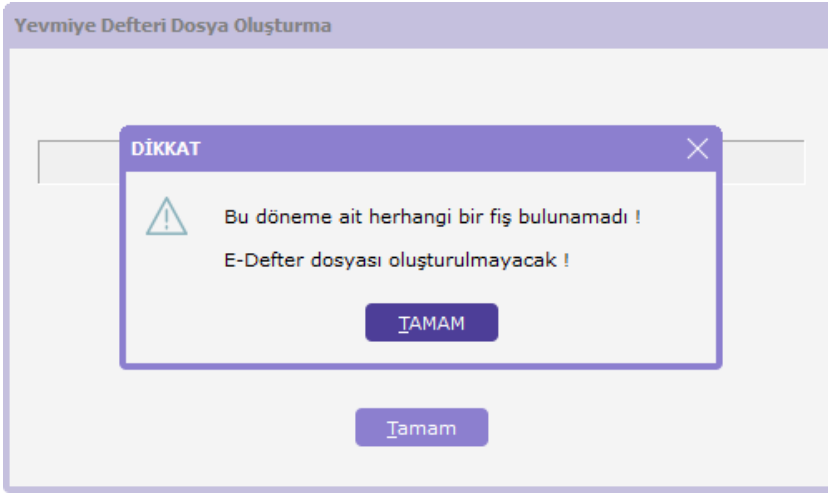 Yevmiye Defteri Dosya Oluşturma
DİKKAT
Bu döneme ait herhangi bir fiş bulunamadı !
E-Defter dosyası oluşturulmayacak !
TAMAM
Tamam